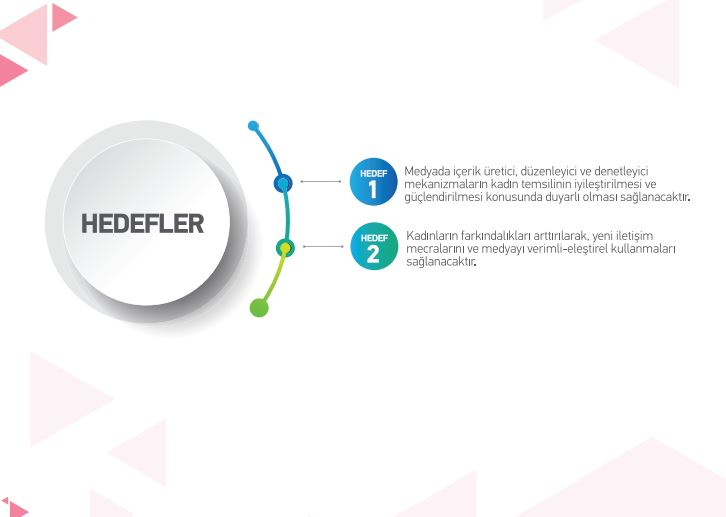 HEDEFLER
HEDEF
1
Medyada içerik üretici, düzenleyici ve denetleyici
mekanizmaların kadın temsilinin iyileştirilmesi ve
güçlendirilmesi konusunda duyarlı olması sağlanacaktır.
HEDEF
2
Kadınların farkındalıkları arttırılarak, yeni iletişim
mecralarını ve medyayı verimli-eleştirel kullanmaları
sağlanacaktır.